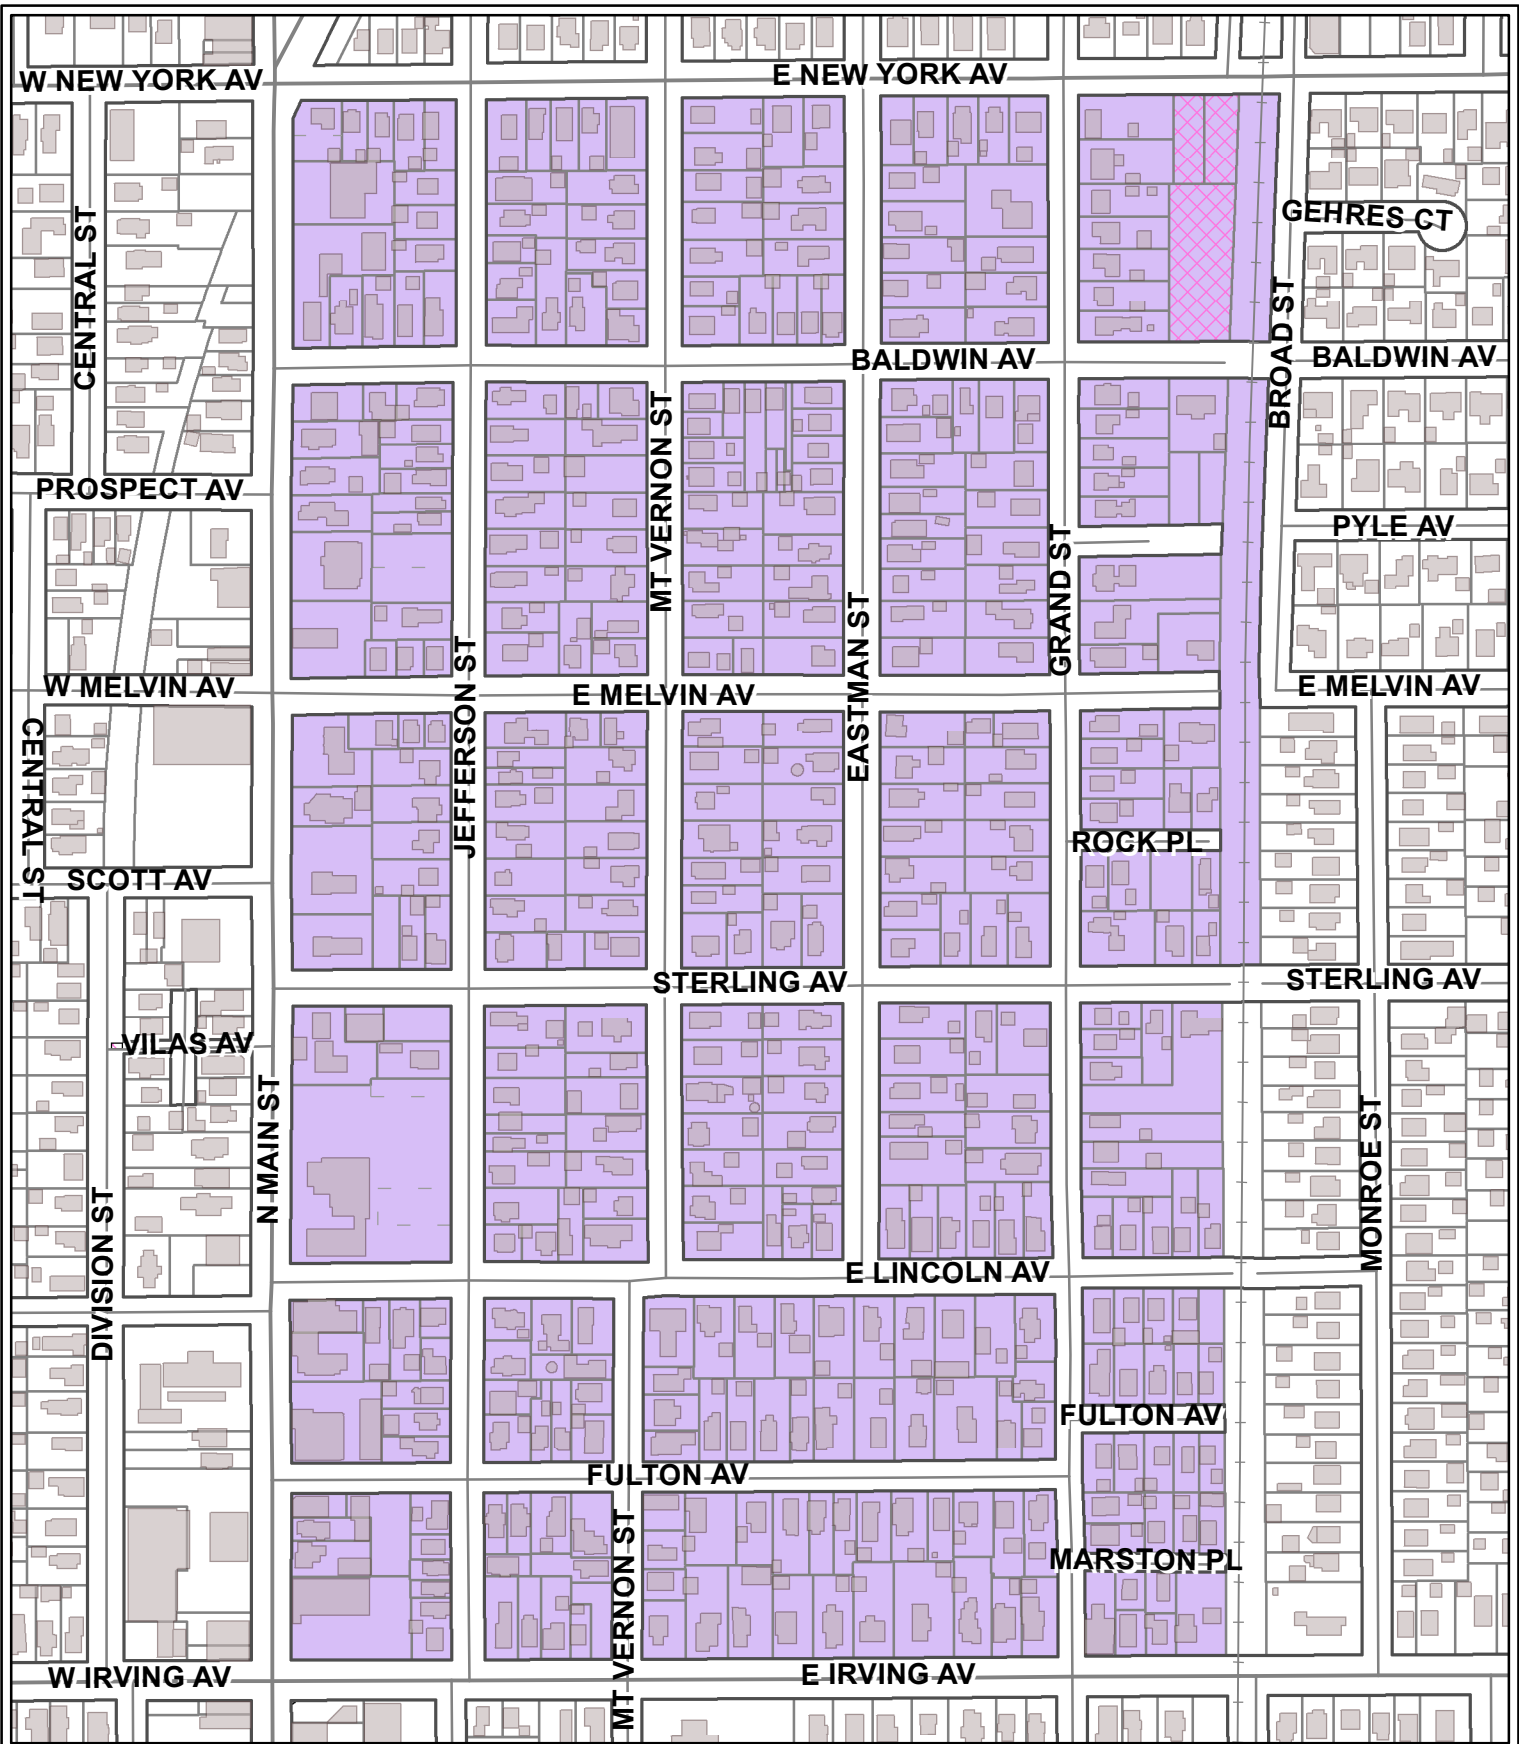 W NEW YORK AV
E NEW YORK AV
CENTRAL ST
GEHRES CT
BROAD ST
BALDWIN AV
BALDWIN AV
MT VERNON ST
PROSPECT AV
PYLE AV
GRAND ST
EASTMAN ST
JEFFERSON ST
W MELVIN AV
E MELVIN AV
E MELVIN AV
CENTRAL ST
ROCK PL
SCOTT AV
STERLING AV
STERLING AV
VILAS AV
N MAIN ST
MONROE ST
DIVISION ST
E LINCOLN AV
FULTON AV
FULTON AV
MT VERNON ST
MARSTON PL
W IRVING AV
E IRVING AV